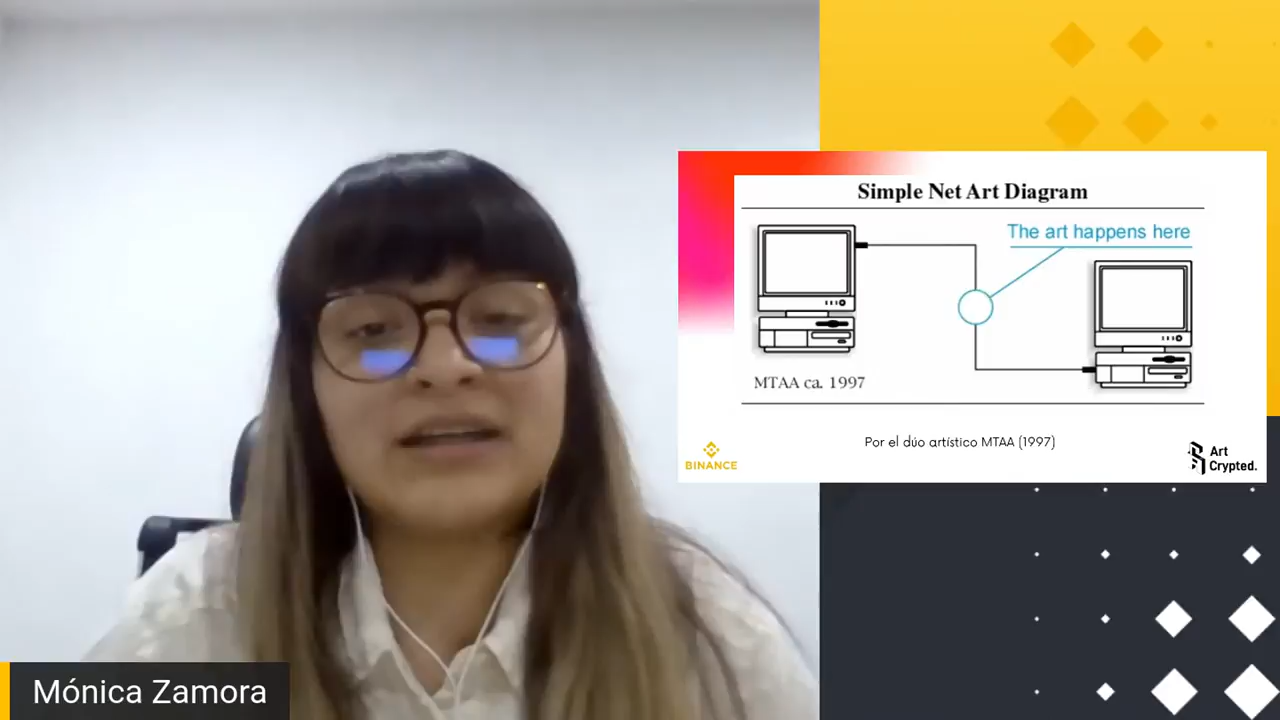 Simple Net Art Diagram
The art happens here
MTAA ca. 1997
Por el dúo artístico MTAA (1997)
BINANCE
Art
Crypted.
Mónica Zamora